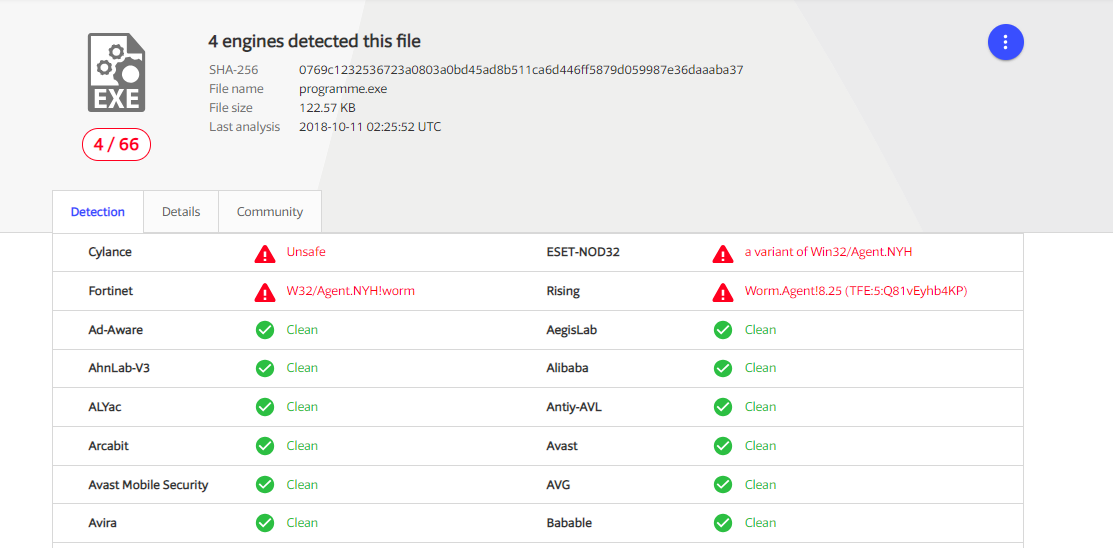 4 engines detected this file
SHA-256 0769c1232536723a0803a0bd45ad8b511ca6d446ff5879d059987e36daaaba37
File name programme.exe
File size 122.57 KB
Last analysis 2018-10-11 02:25:52 UTC
EXE
4 / 66
Detection Details Community
Cylance Unsafe ESET-NOD32 a variant of Win32/Agent.NYH
Fortinet W32/Agent.NYH!worm Rising Worm.Agent!8.25 (TFE:5:Q81vEyhb4KP)
Ad-Aware Clean AegisLab Clean
AhnLab-V3 Clean Alibaba Clean
ALYac Clean Antiy-AVL Clean
Arcabit Clean Avast Clean
Avast Mobile Security Clean AVG Clean
Avira Clean Babable Clean